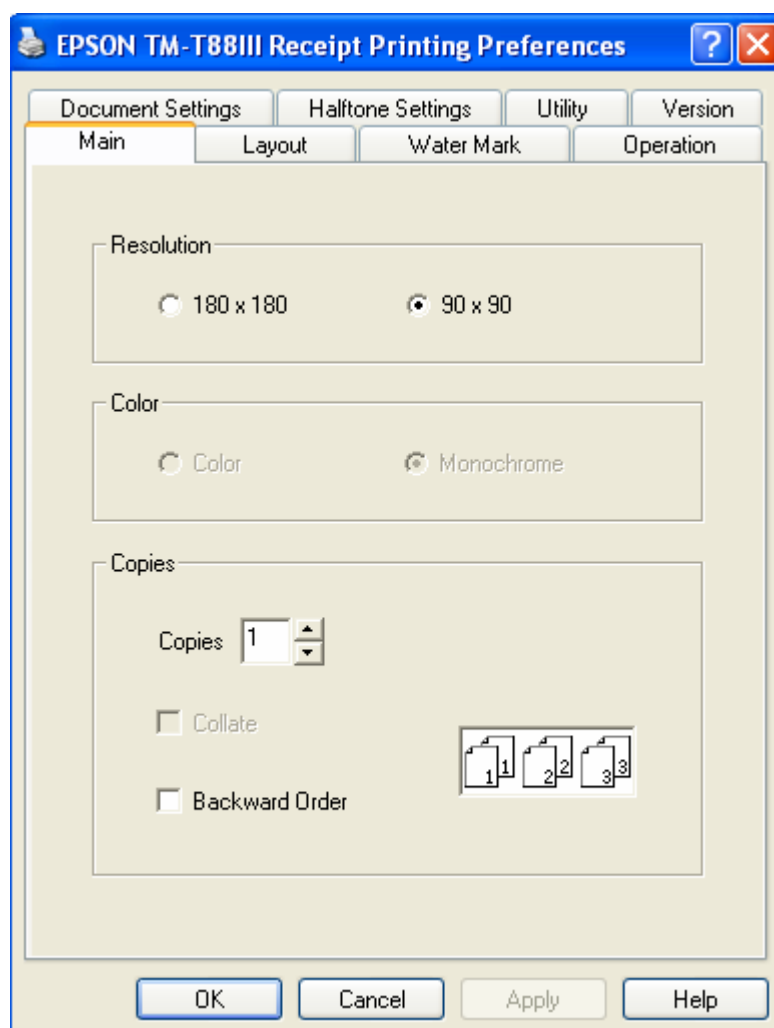 EPSON TM-T88III Receipt Printing Preferences
Document Settings Halftone Settings Utility Version
Main Layout Water Mark Operation
Resolution
180 x 180 90 x 90
Color
Color Monochrome
Copies
Copies 1
Collate
1 1 2 2 3 3
Backward Order
OK Cancel Apply Help